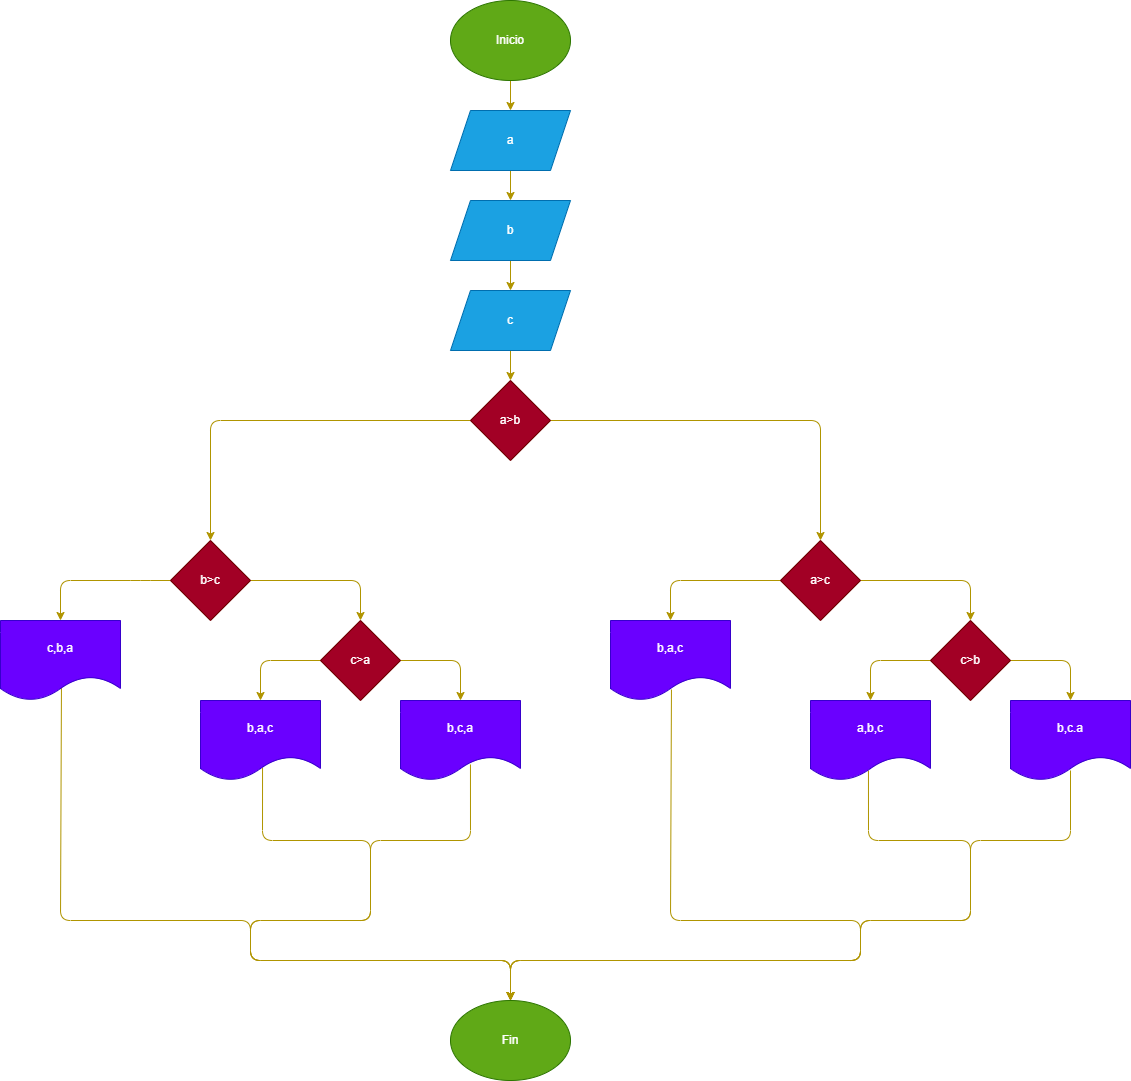 Inicio
a
b
c
a>b
b>c
a>c
c,b,a
c>a
b,a,c
c>b
b,a,c
b,c,a
a,b,c
b,c.a
Fin